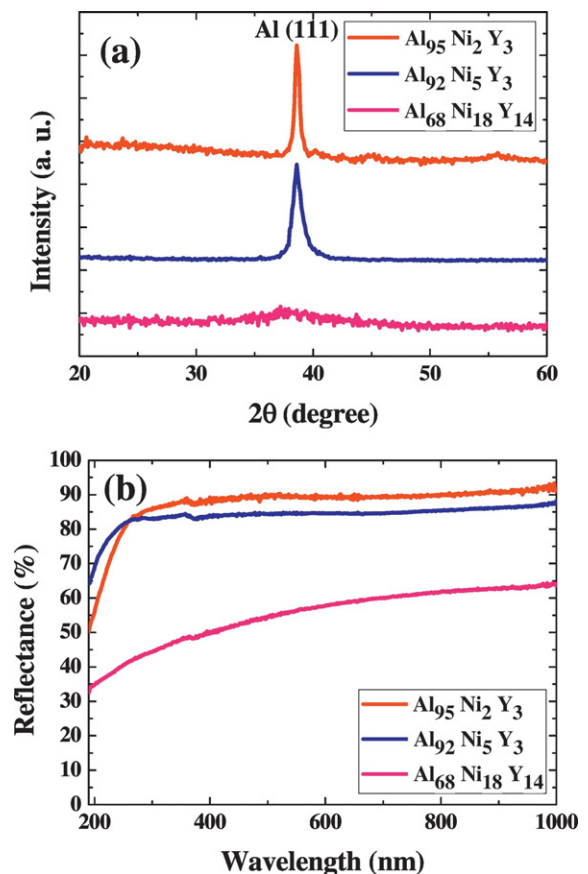 Al (111)
(a)
Al95 Ni2 Y3
Al92 Ni5 Y3
Al68 Ni18 Y14
Intensity (a. u.)
20 30 40 50 60
2θ (degree)
(b)
100
90
80
70
60
50
40
30
20
10
0
Reflectance (%)
Al95 Ni2 Y3
Al92 Ni5 Y3
Al68 Ni18 Y14
200 400 600 800 1000
Wavelength (nm)